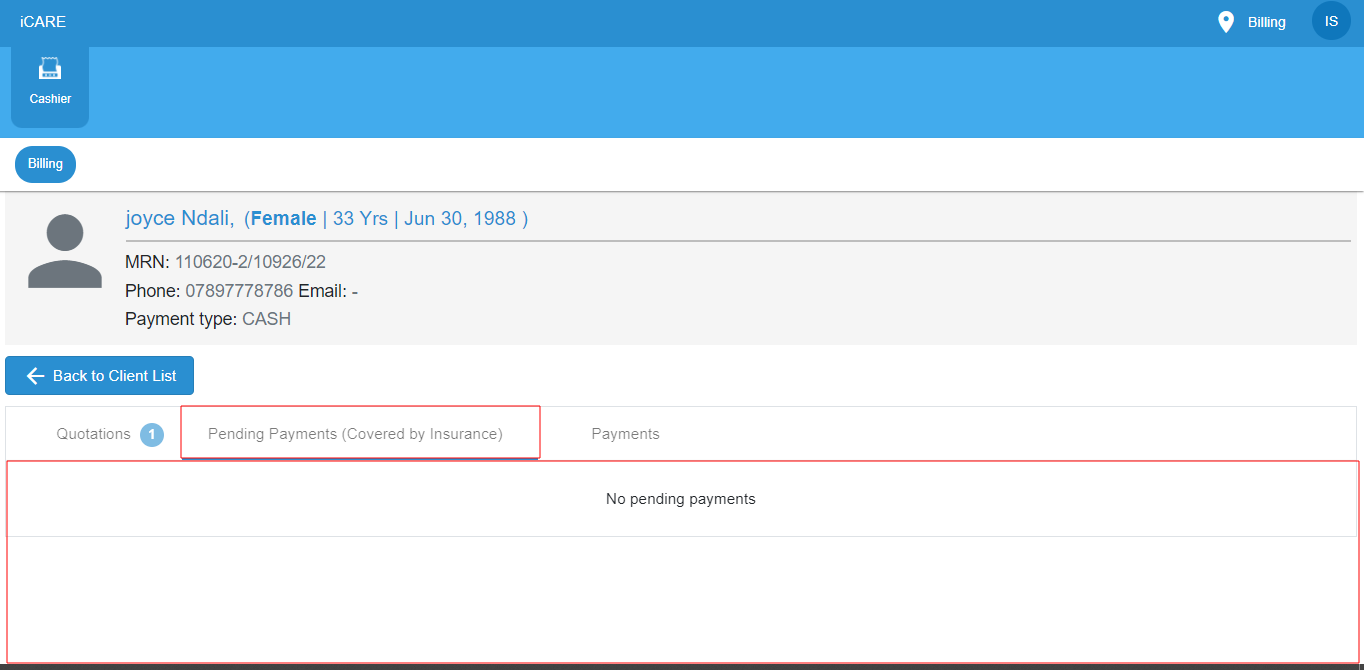 iCARE
Billing IS
Cashier
Billing
joyce Ndali, (Female | 33 Yrs | Jun 30, 1988 )
MRN: 110620-2/10926/22
Phone: 07897778786 Email: -
Payment type: CASH
Back to Client List
Quotations 1 Pending Payments (Covered by Insurance) Payments
No pending payments